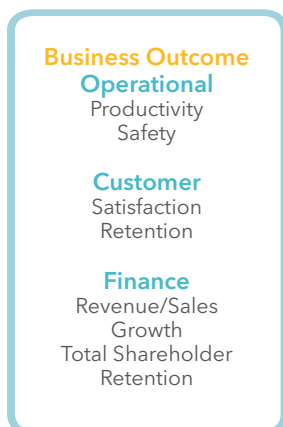 Business Outcome
Operational
Productivity
Safety
Customer
Satisfaction
Retention
Finance
Revenue/Sales
Growth
Total Shareholder
Retention